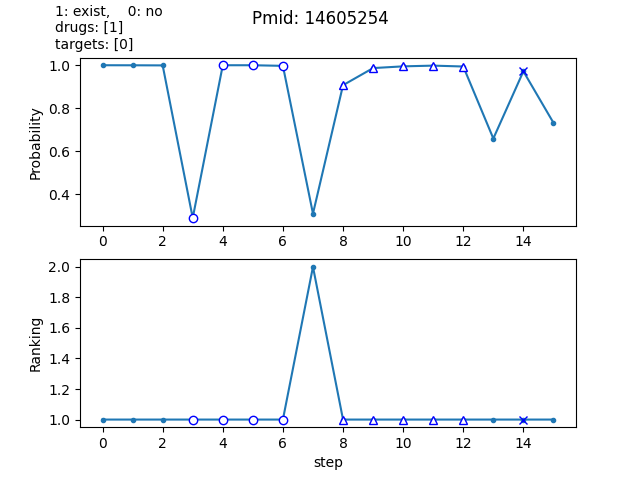 1: exist,    0: no
Pmid: 14605254
drugs: [1]
targets: [0]
1.0
0.8
0.6
0.4
Probability
0 2 4 6 8 10 12 14
2.0
1.8
1.6
1.4
1.2
1.0
Ranking
0 2 4 6 8 10 12 14
step